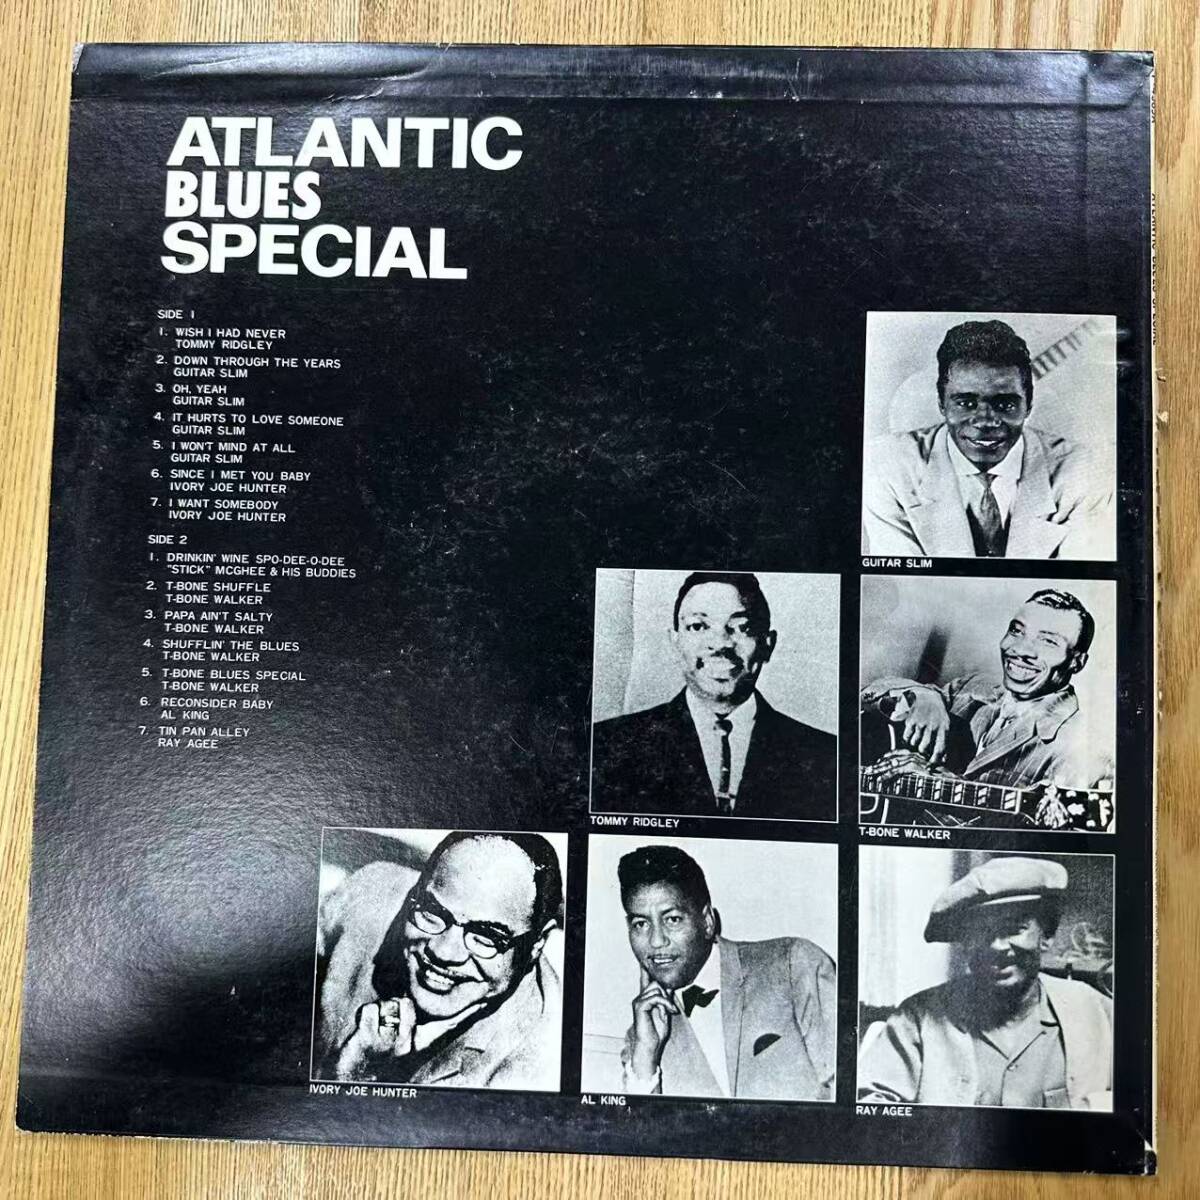 ATLANTIC
BLUES
SPECIAL
SIDE 1
1. WISH I HAD NEVER
TOMMY RIDGLEY
2. DOWN THROUGH THE YEARS
GUITAR SLIM
3. OH, YEAH
GUITAR SLIM
4. IT HURTS TO LOVE SOMEONE
GUITAR SLIM
5. I WON'T MIND AT ALL
GUITAR SLIM
6. SINCE I MET YOU BABY
IVORY JOE HUNTER
7. I WANT SOMEBODY
IVORY JOE HUNTER
SIDE 2
1. DRINKIN' WINE SPO-DEE-O-DEE
"STICK" MCGHEE & HIS BUDDIES
2. T-BONE SHUFFLE
T-BONE WALKER
3. PAPA AIN'T SALTY
T-BONE WALKER
4. SHUFFLIN' THE BLUES
T-BONE WALKER
5. T-BONE BLUES SPECIAL
T-BONE WALKER
6. RECONSIDER BABY
AL KING
7. TIN PAN ALLEY
RAY AGEE
GUITAR SLIM
TOMMY RIDGLEY
T-BONE WALKER
IVORY JOE HUNTER
AL KING
RAY AGEE